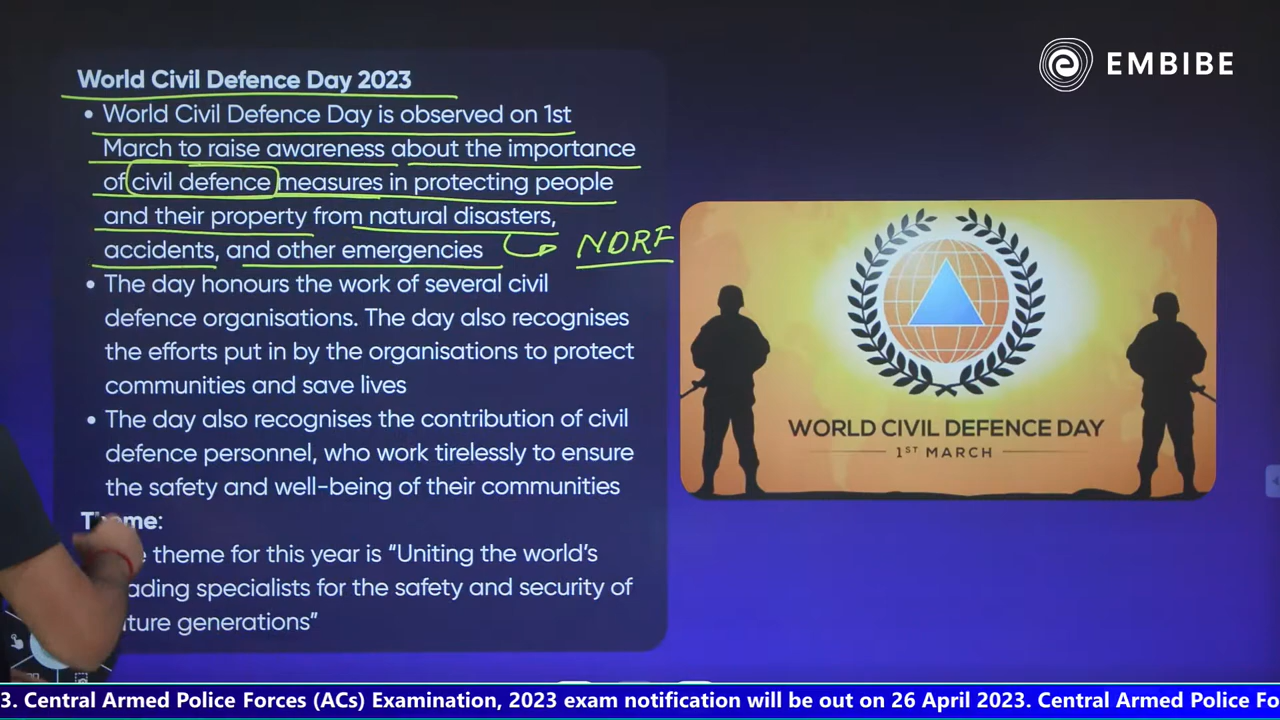 EMBIBE
World Civil Defence Day 2023
• World Civil Defence Day is observed on 1st
March to raise awareness about the importance
of civil defence measures in protecting people
and their property from natural disasters,
accidents, and other emergencies
NDRF
• The day honours the work of several civil
defence organisations. The day also recognises
the efforts put in by the organisations to protect
communities and save lives
• The day also recognises the contribution of civil
defence personnel, who work tirelessly to ensure
the safety and well-being of their communities
Theme:
theme for this year is “Uniting the world’s
specialists for the safety and security of
generations”
WORLD CIVIL DEFENCE DAY
1ST MARCH
3. Central Armed Police Forces (ACs) Examination, 2023 exam notification will be out on 26 April 2023. Central Armed Police Fo